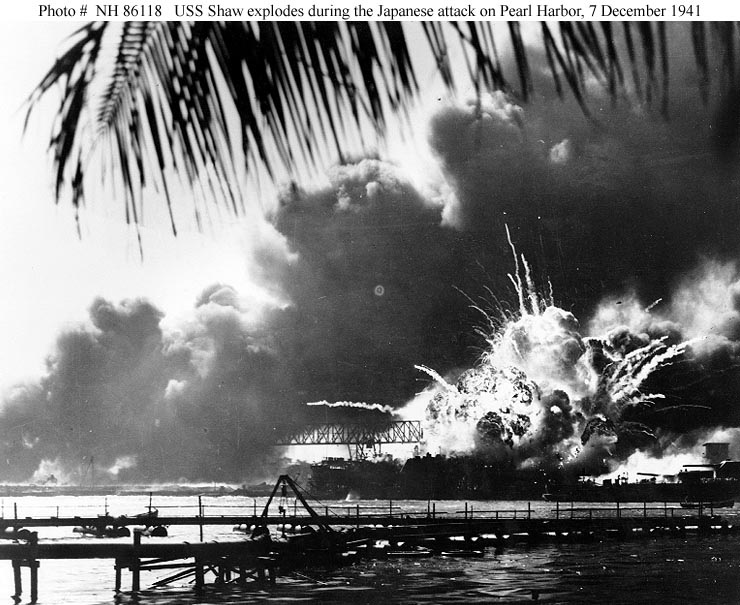 Photo # NH 86118 USS Shaw explodes during the Japanese attack on Pearl Harbor, 7 December 1941